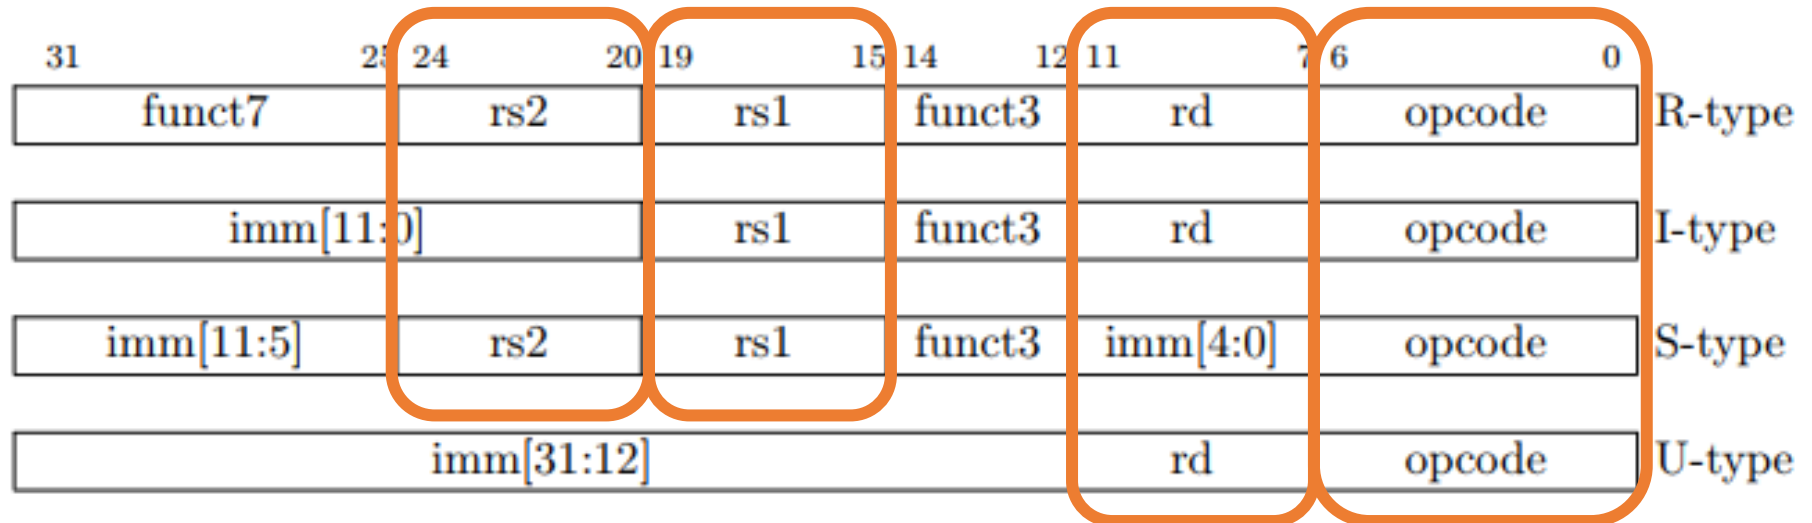 31 25 24 20 19 15 14 12 11 7 6 0
funct7 rs2 rs1 funct3 rd opcode R-type
imm[11:0] rs1 funct3 rd opcode I-type
imm[11:5] rs2 rs1 funct3 imm[4:0] opcode S-type
imm[31:12] rd opcode U-type